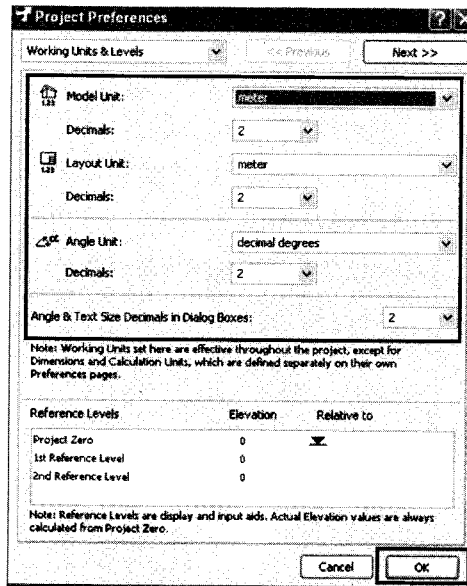 Project Preferences
Working Units & Levels
<< Previous
Next >>
Model Unit:
meter
Decimals:
2
Layout Unit:
meter
Decimals:
2
Angle Unit:
decimal degrees
Decimals:
2
Angle & Text Size Decimals in Dialog Boxes:
2
Note: Working Units set here are effective throughout the project, except for
Dimensions and Calculation Units, which are defined separately on their own
Preferences pages.
Reference Levels Elevation Relative to
Project Zero 0
1st Reference Level 0
2nd Reference Level 0
Note: Reference Levels are display and input aids. Actual Elevation values are always
calculated from Project Zero.
Cancel
OK